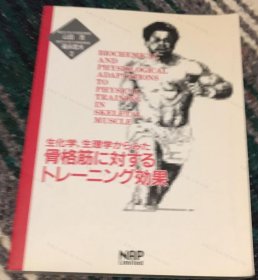 BIOCHEMICAL
AND
PHYSIOLOGICAL
ADAPTATIONS
TO
PHYSICAL
TRAINING
IN
SKELETAL
MUSCLE
生化学、生理学からみた
骨格筋に対する
トレーニング効果
NAP
Limited